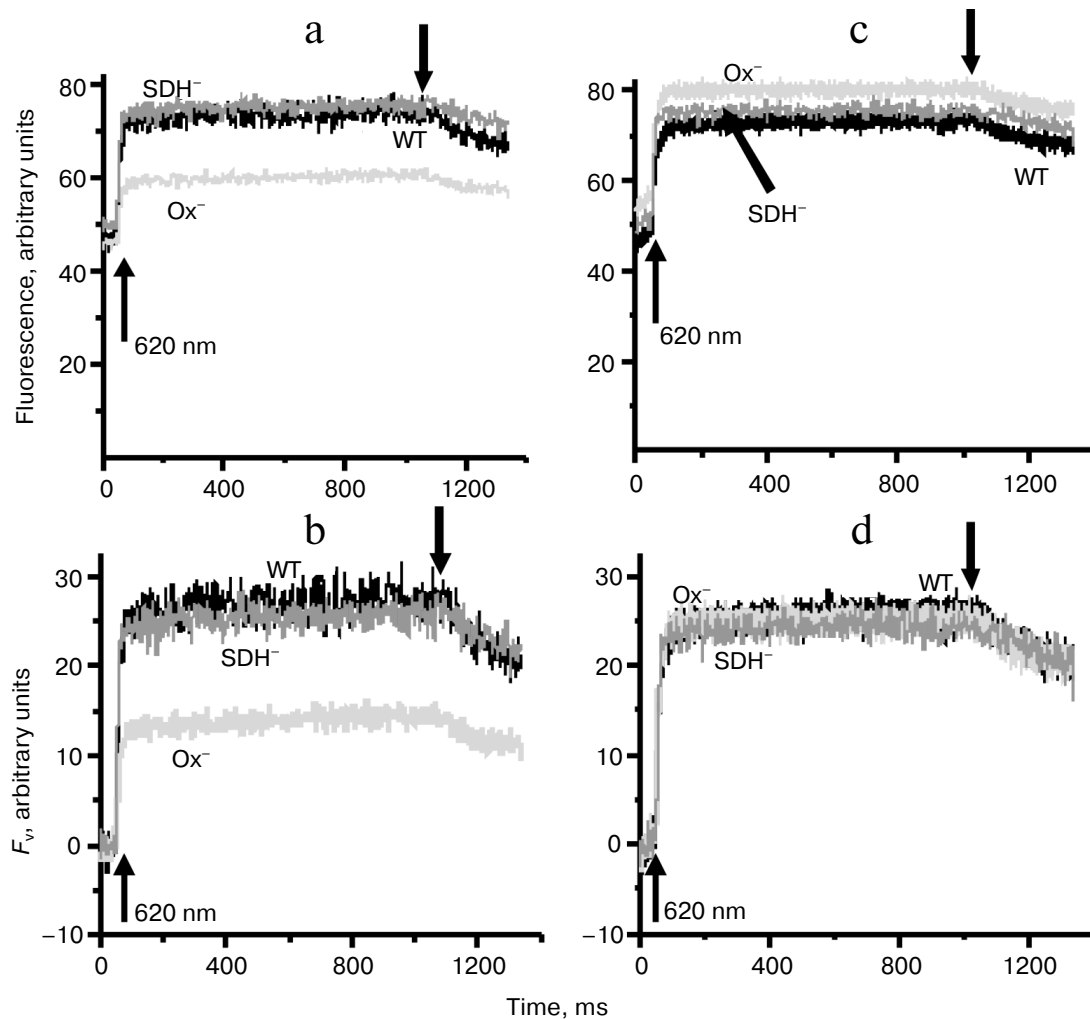 a
Fluorescence, arbitrary units
80
60
40
20
SDH⁻
WT
Ox⁻
620 nm
0
400
800
1200
c
80
60
40
20
Ox⁻
WT
SDH⁻
620 nm
0
400
800
1200
b
Fᵥ, arbitrary units
30
20
10
0
−10
WT
SDH⁻
Ox⁻
620 nm
0
400
800
1200
d
30
20
10
0
−10
Ox⁻
WT
SDH⁻
620 nm
0
400
800
1200
Time, ms